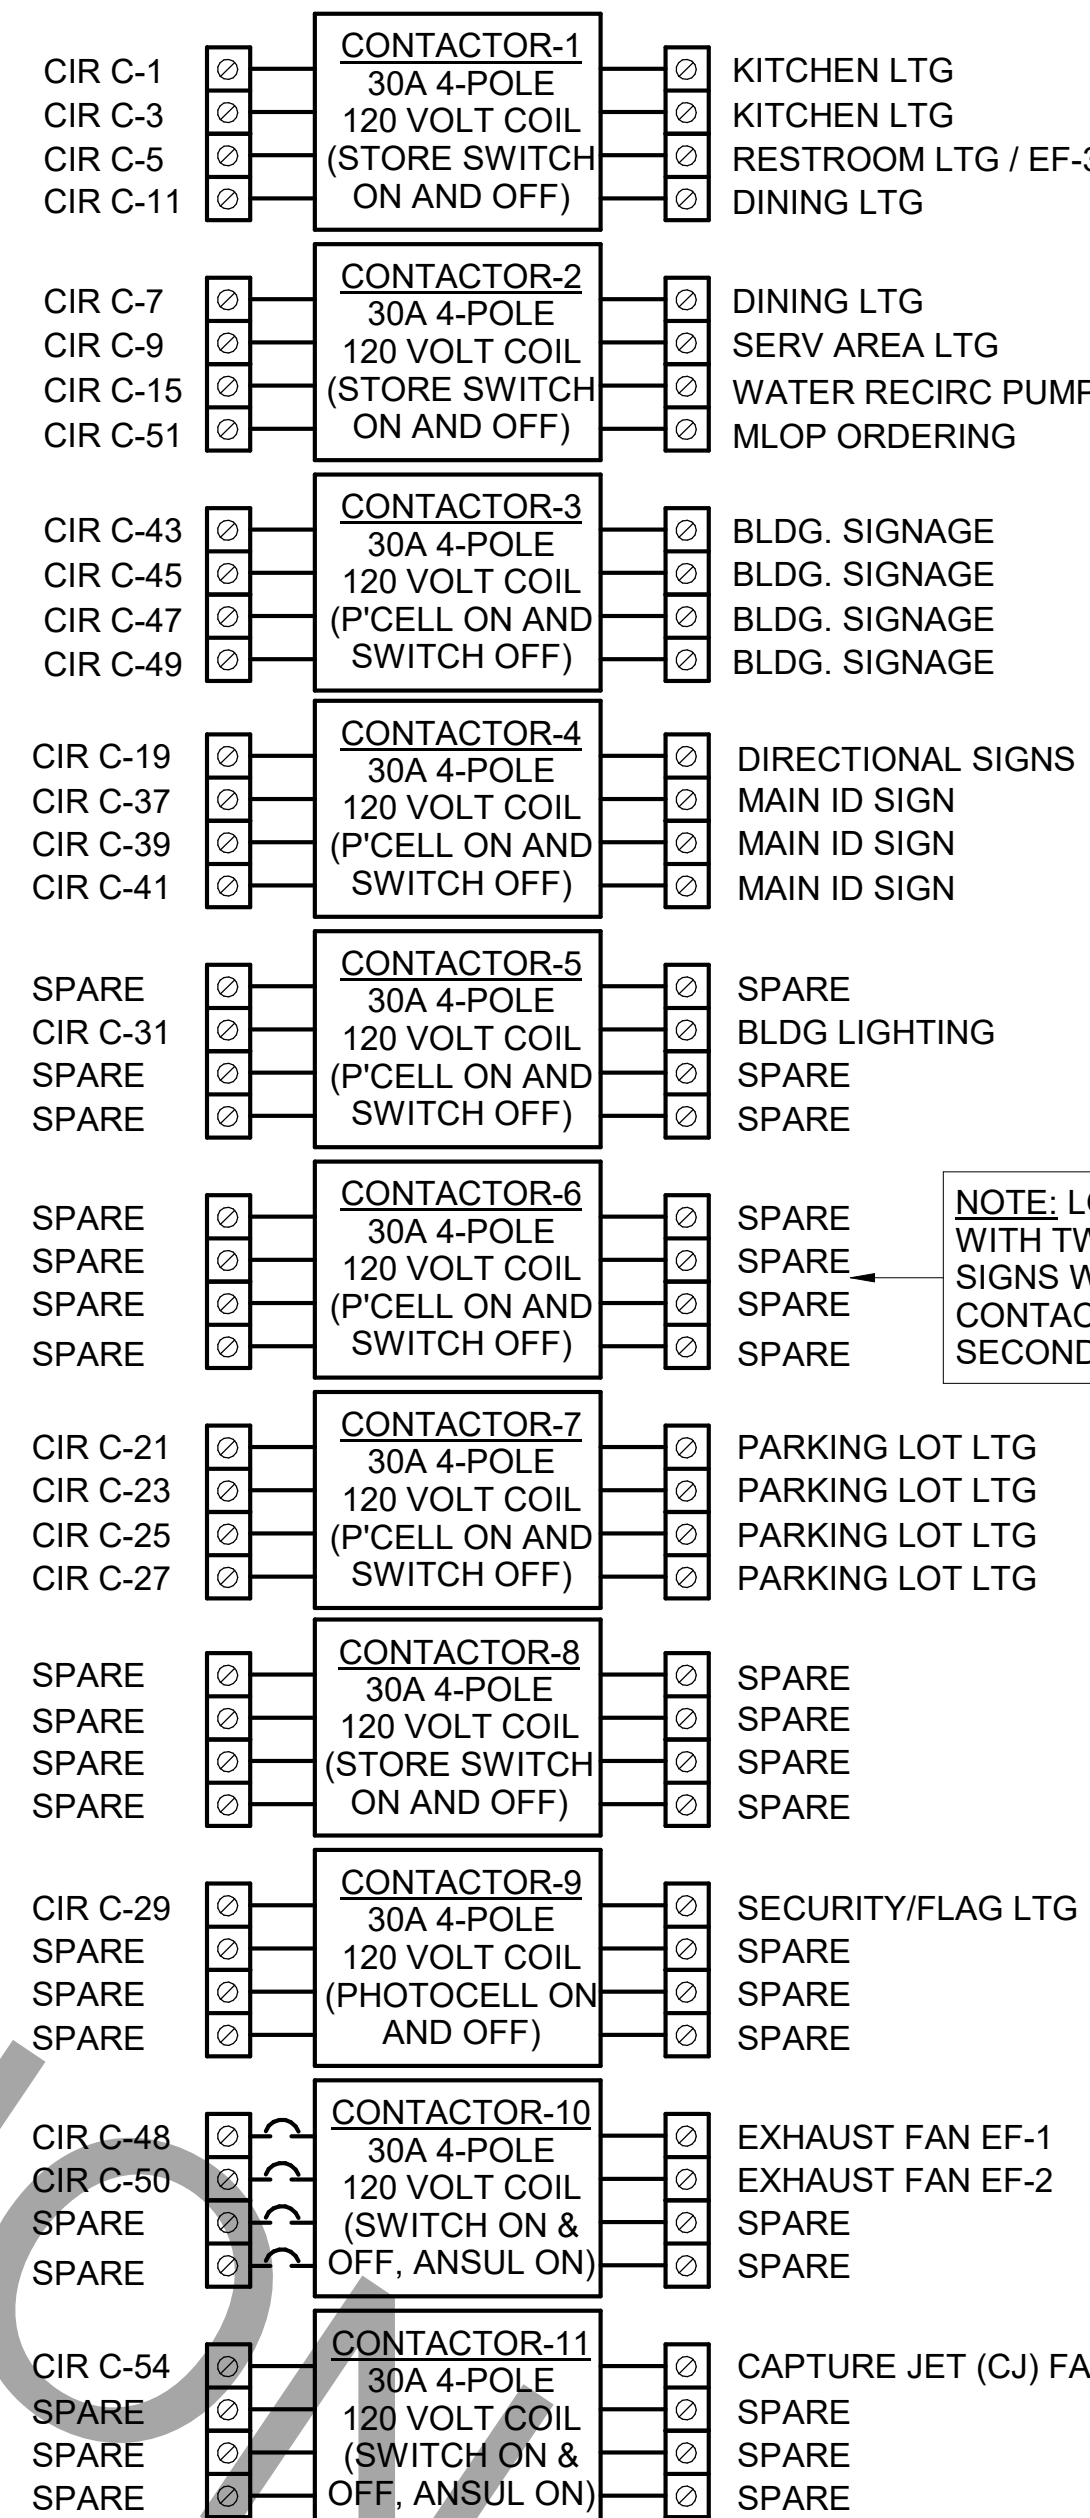 CIR C-1
CIR C-3
CIR C-5
CIR C-11
CONTACTOR-1
30A 4-POLE
120 VOLT COIL
(STORE SWITCH
ON AND OFF)
KITCHEN LTG
KITCHEN LTG
RESTROOM LTG / EF-3
DINING LTG
CIR C-7
CIR C-9
CIR C-15
CIR C-51
CONTACTOR-2
30A 4-POLE
120 VOLT COIL
(STORE SWITCH
ON AND OFF)
DINING LTG
SERV AREA LTG
WATER RECIRC PUMP
MLOP ORDERING
CIR C-43
CIR C-45
CIR C-47
CIR C-49
CONTACTOR-3
30A 4-POLE
120 VOLT COIL
(P'CELL ON AND
SWITCH OFF)
BLDG. SIGNAGE
BLDG. SIGNAGE
BLDG. SIGNAGE
BLDG. SIGNAGE
CIR C-19
CIR C-37
CIR C-39
CIR C-41
CONTACTOR-4
30A 4-POLE
120 VOLT COIL
(P'CELL ON AND
SWITCH OFF)
DIRECTIONAL SIGNS
MAIN ID SIGN
MAIN ID SIGN
MAIN ID SIGN
SPARE
CIR C-31
SPARE
SPARE
CONTACTOR-5
30A 4-POLE
120 VOLT COIL
(P'CELL ON AND
SWITCH OFF)
SPARE
BLDG LIGHTING
SPARE
SPARE
SPARE
SPARE
SPARE
SPARE
CONTACTOR-6
30A 4-POLE
120 VOLT COIL
(P'CELL ON AND
SWITCH OFF)
SPARE
SPARE
SPARE
SPARE
NOTE:
WITH
SIGNS
SECOND
CIR C-21
CIR C-23
CIR C-25
CIR C-27
CONTACTOR-7
30A 4-POLE
120 VOLT COIL
(P'CELL ON AND
SWITCH OFF)
PARKING LOT LTG
PARKING LOT LTG
PARKING LOT LTG
PARKING LOT LTG
SPARE
SPARE
SPARE
SPARE
CONTACTOR-8
30A 4-POLE
120 VOLT COIL
(STORE SWITCH
ON AND OFF)
SPARE
SPARE
SPARE
SPARE
CIR C-29
SPARE
SPARE
SPARE
CONTACTOR-9
30A 4-POLE
120 VOLT COIL
(PHOTOCELL ON
AND OFF)
SECURITY/FLAG LTG
SPARE
SPARE
SPARE
CIR C-48
CIR C-50
SPARE
SPARE
CONTACTOR-10
30A 4-POLE
120 VOLT COIL
(SWITCH ON &
OFF, ANSUL ON)
EXHAUST FAN EF-1
EXHAUST FAN EF-2
SPARE
SPARE
CIR C-54
SPARE
SPARE
SPARE
CONTACTOR-11
30A 4-POLE
120 VOLT COIL
(SWITCH ON &
OFF, ANSUL ON)
CAPTURE JET (CJ)
SPARE
SPARE
SPARE